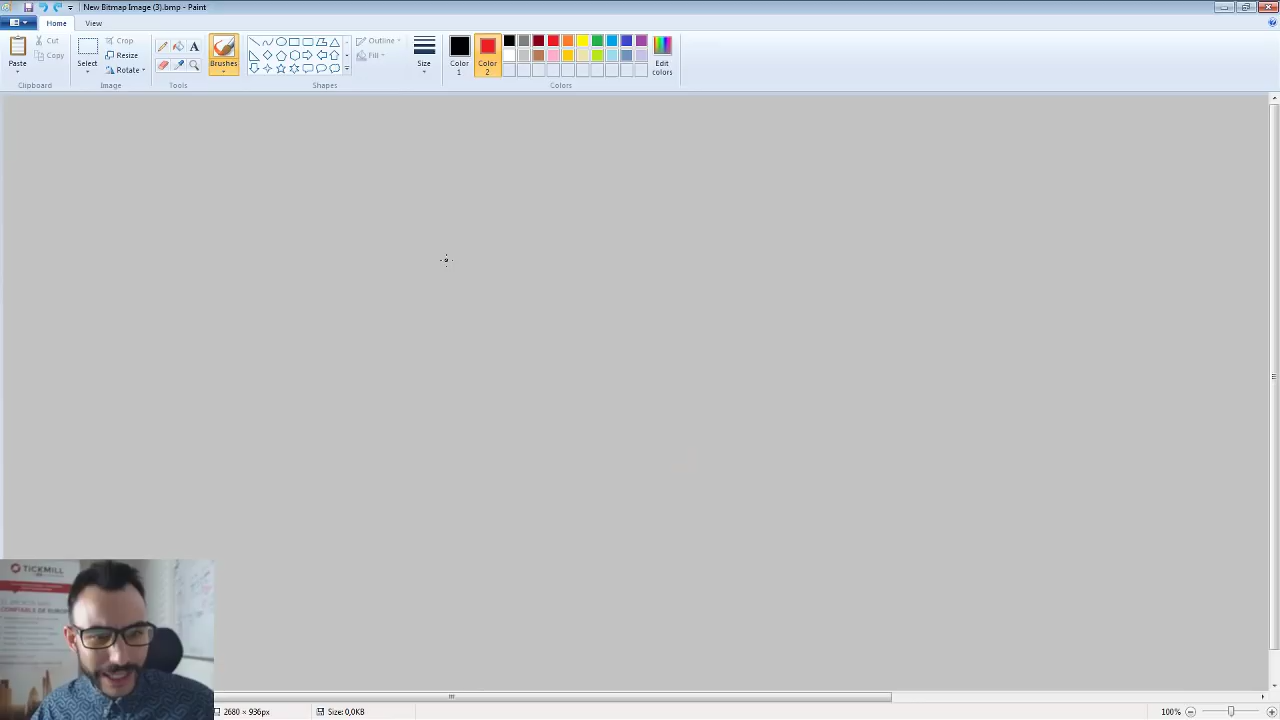 New Bitmap Image (3).bmp - Paint
Home
View
Paste
Cut
Copy
Clipboard
Select
Crop
Resize
Rotate
Image
A
Tools
Brushes
Outline
Fill
Shapes
Size
Color
1
Color
2
Edit
colors
Colors
TICKMILL
2680 × 936px
Size: 0,0KB
100%